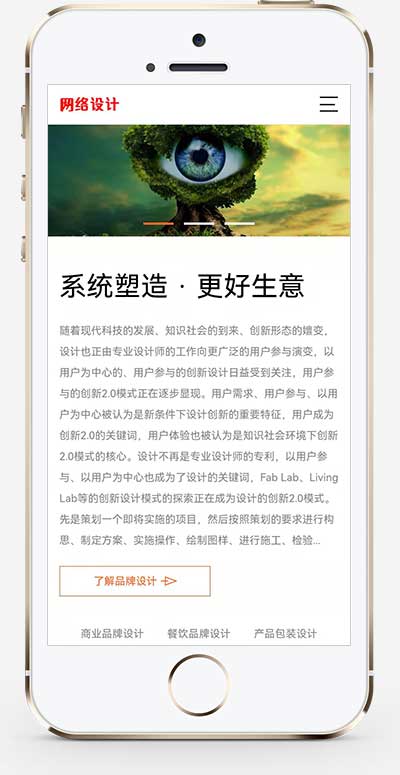 网络设计
系统塑造 · 更好生意
随着现代科技的发展、知识社会的到来、创新形态的嬗变，
设计也正由专业设计师的工作向更广泛的用户参与演变，以
用户为中心的、用户参与的创新设计日益受到关注，用户参
与的创新2.0模式正在逐步显现。用户需求、用户参与、以用
户为中心被认为是新条件下设计创新的重要特征，用户成为
创新2.0的关键词，用户体验也被认为是知识社会环境下创新
2.0模式的核心。设计不再是专业设计师的专利，以用户参
与、以用户为中心也成为了设计的关键词，Fab Lab、Living
Lab等的创新设计模式的探索正在成为设计的创新2.0模式。
先是策划一个即将实施的项目，然后按照策划的要求进行构
思、制定方案、实施操作、绘制图样、进行施工、检验...
了解品牌设计
商业品牌设计 餐饮品牌设计 产品包装设计